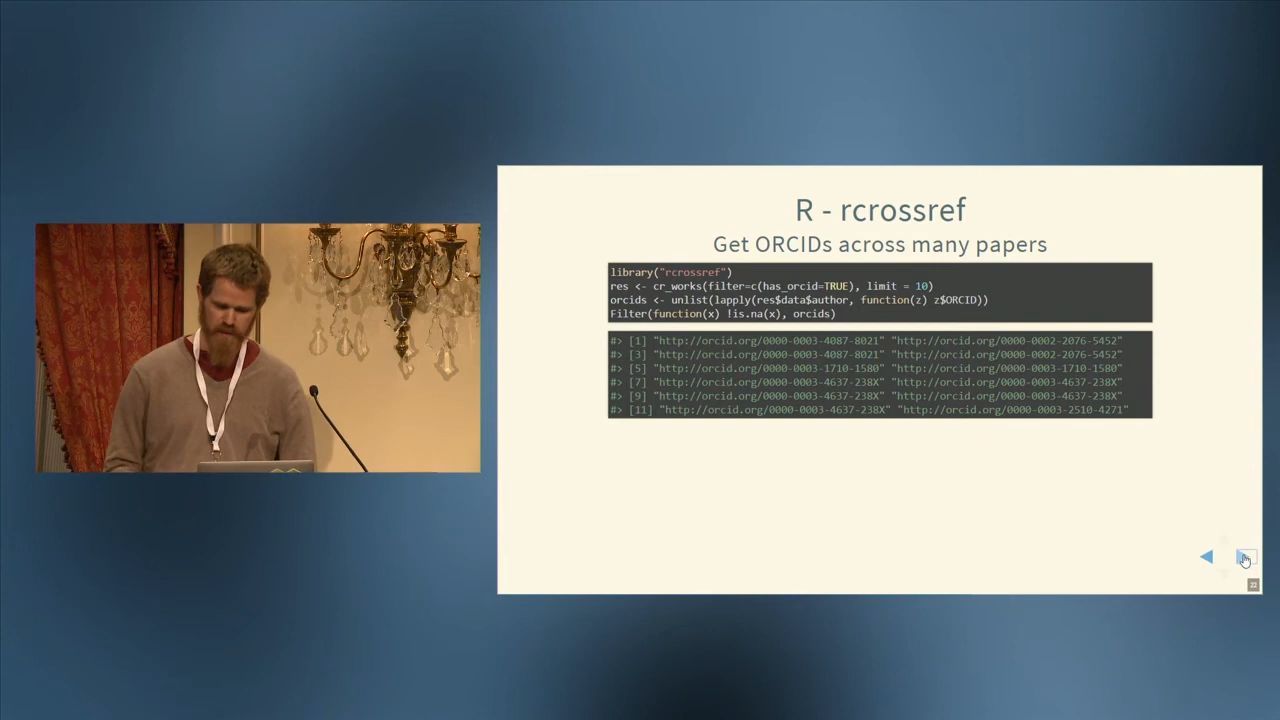 R - rcrossref
Get ORCIDs across many papers
library("rcrossref")
res <- cr_works(filter=c(has_orcid=TRUE), limit = 10)
orcids <- unlist(lapply(res$data$author, function(z) z$ORCID))
Filter(function(x) !is.na(x), orcids)
#> [1] "http://orcid.org/0000-0003-4087-8021" "http://orcid.org/0000-0002-2076-5452"
#> [3] "http://orcid.org/0000-0003-4087-8021" "http://orcid.org/0000-0002-2076-5452"
#> [5] "http://orcid.org/0000-0003-1710-1580" "http://orcid.org/0000-0003-1710-1580"
#> [7] "http://orcid.org/0000-0003-4637-238X" "http://orcid.org/0000-0003-4637-238X"
#> [9] "http://orcid.org/0000-0003-4637-238X" "http://orcid.org/0000-0003-4637-238X"
#> [11] "http://orcid.org/0000-0003-4637-238X" "http://orcid.org/0000-0003-2510-4271"
22